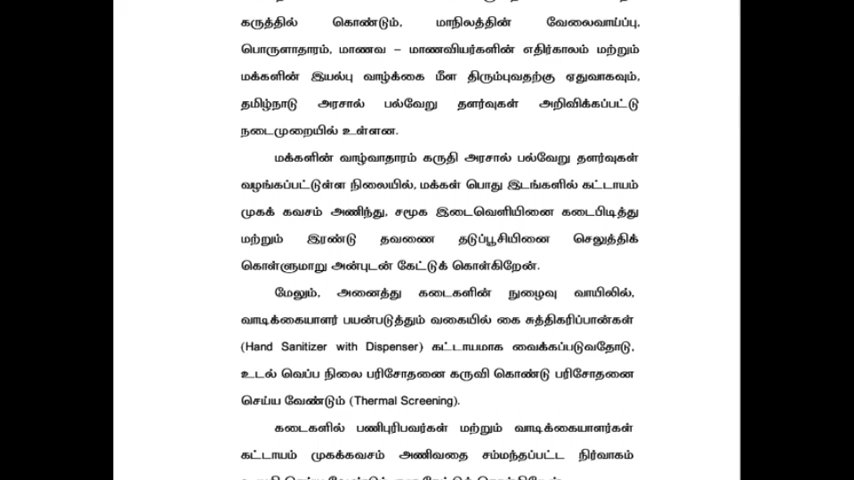 கருத்தில் கொண்டும், மாநிலத்தின் வேலைவாய்ப்பு,
பொருளாதாரம், மாணவ – மாணவியர்களின் எதிர்காலம் மற்றும்
மக்களின் இயல்பு வாழ்க்கை மீள திரும்புவதற்கு ஏதுவாகவும்,
தமிழ்நாடு அரசால் பல்வேறு தளர்வுகள் அறிவிக்கப்பட்டு
நடைமுறையில் உள்ளன.
மக்களின் வாழ்வாதாரம் கருதி அரசால் பல்வேறு தளர்வுகள்
வழங்கப்பட்டுள்ள நிலையில், மக்கள் பொது இடங்களில் கட்டாயம்
முகக் கவசம் அணிந்து, சமூக இடைவெளியினை கடைபிடித்து
மற்றும் இரண்டு தவணை தடுப்பூசியினை செலுத்திக்
கொள்ளுமாறு அன்புடன் கேட்டுக் கொள்கிறேன்.
மேலும், அனைத்து கடைகளின் நுழைவு வாயிலில்,
வாடிக்கையாளர் பயன்படுத்தும் வகையில் கை சுத்திகரிப்பான்கள்
(Hand Sanitizer with Dispenser) கட்டாயமாக வைக்கப்படுவதோடு,
உடல் வெப்ப நிலை பரிசோதனை கருவி கொண்டு பரிசோதனை
செய்ய வேண்டும் (Thermal Screening).
கடைகளில் பணிபுரிபவர்கள் மற்றும் வாடிக்கையாளர்கள்
கட்டாயம் முகக்கவசம் அணிவதை சம்மந்தப்பட்ட நிர்வாகம்